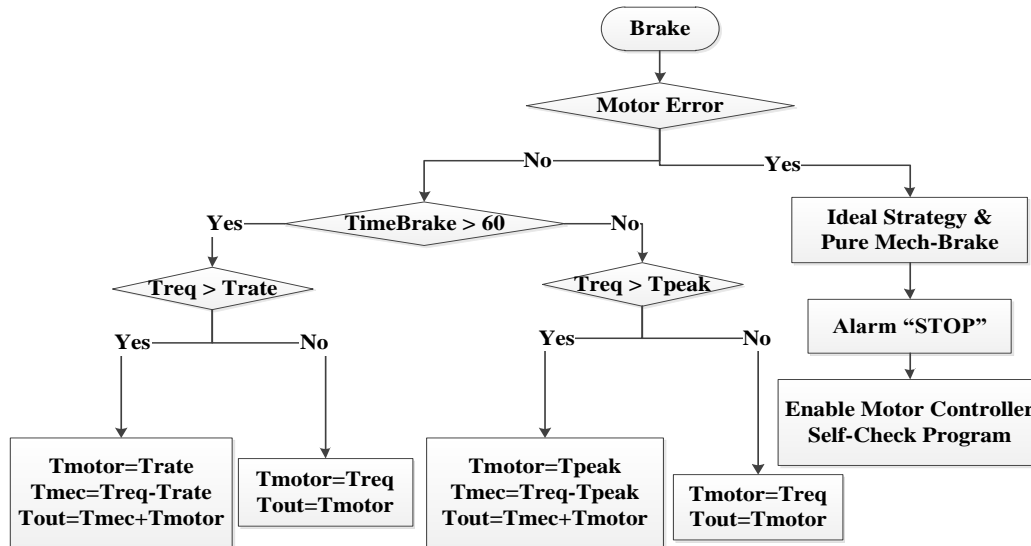 Brake
Motor Error
No
Yes
Yes
TimeBrake > 60
No
Ideal Strategy &
Pure Mech-Brake
Treq > Trate
Treq > Tpeak
Alarm “STOP”
Yes
No
Yes
No
Enable Motor Controller
Self-Check Program
Tmotor=Trate
Tmec=Treq-Trate
Tout=Tmec+Tmotor
Tmotor=Treq
Tout=Tmotor
Tmotor=Tpeak
Tmec=Treq-Tpeak
Tout=Tmec+Tmotor
Tmotor=Treq
Tout=Tmotor